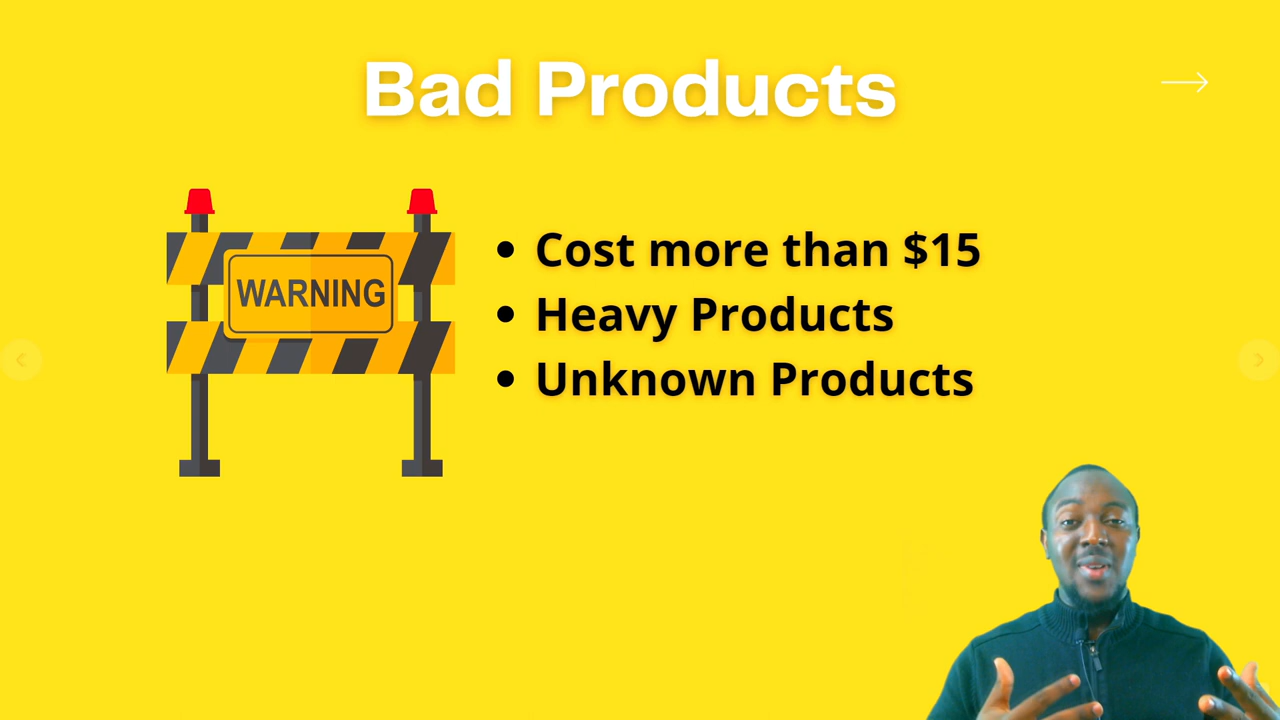 Bad Products
WARNING
Cost more than $15
Heavy Products
Unknown Products